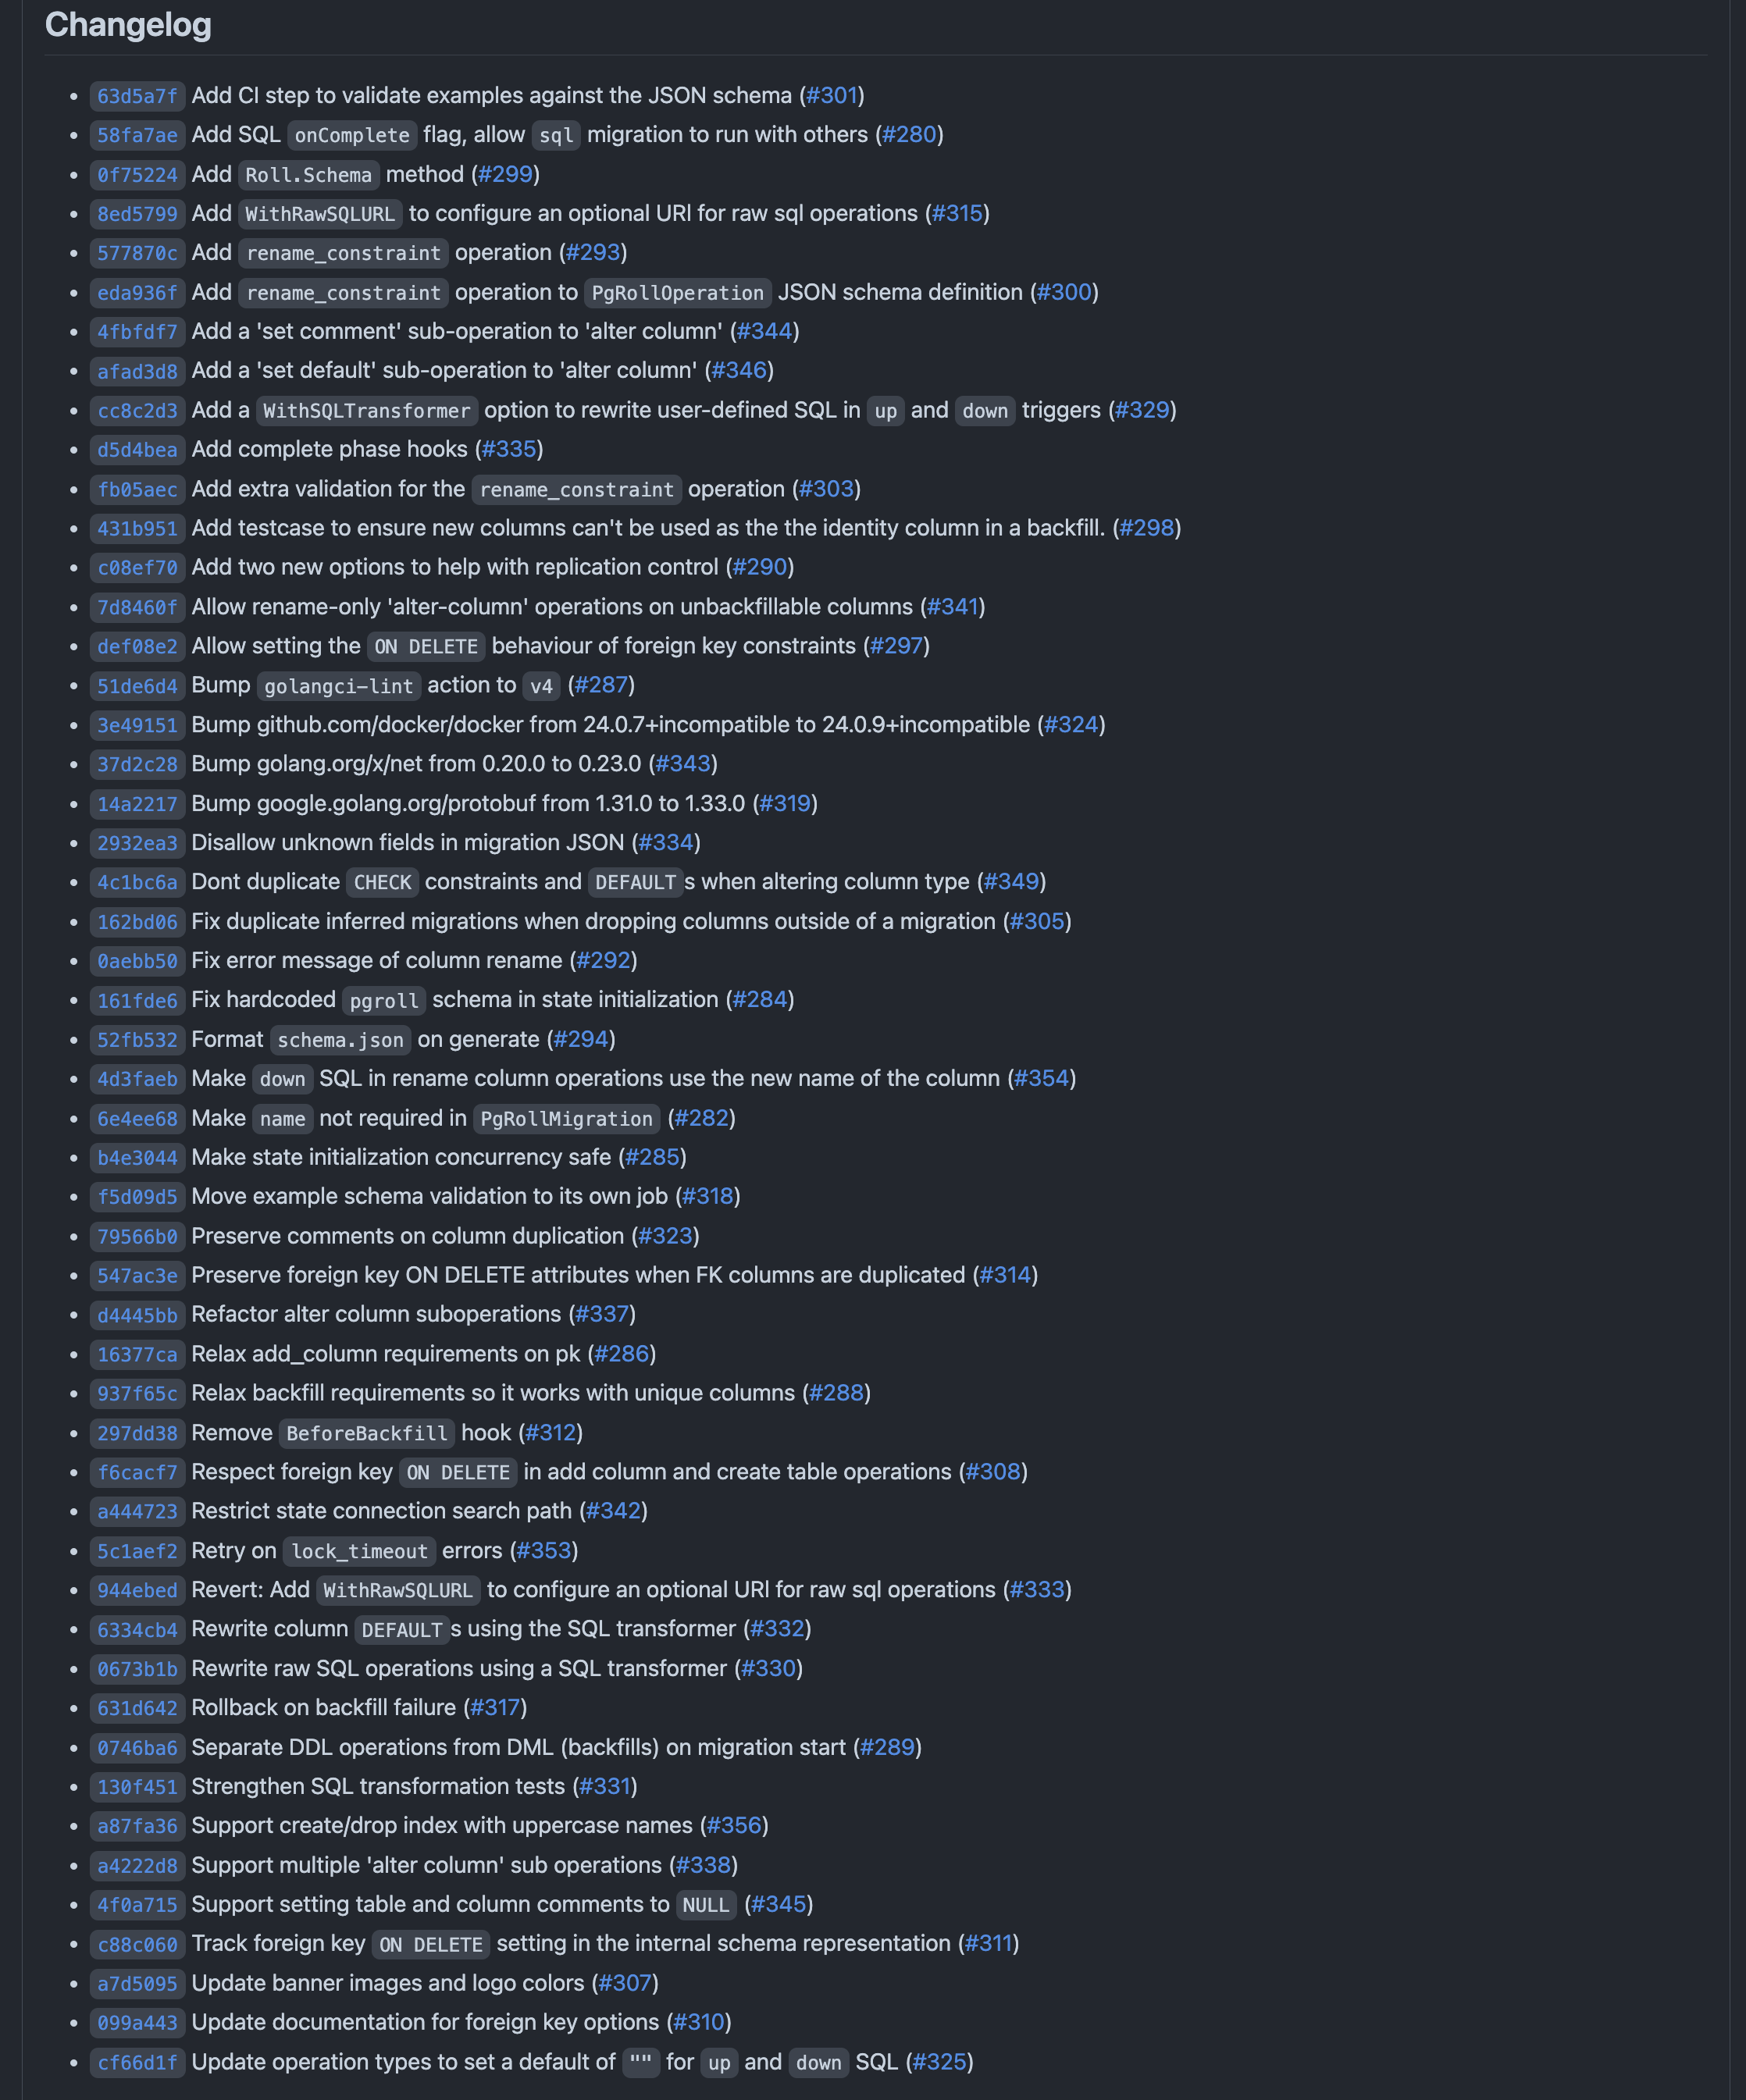 Changelog
63d5a7f Add CI step to validate examples against the JSON schema (#301)
58fa7ae Add SQL onComplete flag, allow sql migration to run with others (#280)
0f75224 Add Roll.Schema method (#299)
8ed5799 Add WithRawSQLURL to configure an optional URl for raw sql operations (#315)
577870c Add rename_constraint operation (#293)
eda936f Add rename_constraint operation to PgRollOperation JSON schema definition (#300)
4fbfdf7 Add a 'set comment' sub-operation to 'alter column' (#344)
afad3d8 Add a 'set default' sub-operation to 'alter column' (#346)
cc8c2d3 Add a WithSQLTransformer option to rewrite user-defined SQL in up and down triggers (#329)
d5d4bea Add complete phase hooks (#335)
fb05aec Add extra validation for the rename_constraint operation (#303)
431b951 Add testcase to ensure new columns can't be used as the the identity column in a backfill. (#298)
c08ef70 Add two new options to help with replication control (#290)
7d8460f Allow rename-only 'alter-column' operations on unbackfillable columns (#341)
def08e2 Allow setting the ON DELETE behaviour of foreign key constraints (#297)
51de6d4 Bump golangci-lint action to v4 (#287)
3e49151 Bump github.com/docker/docker from 24.0.7+incompatible to 24.0.9+incompatible (#324)
37d2c28 Bump golang.org/x/net from 0.20.0 to 0.23.0 (#343)
14a2217 Bump google.golang.org/protobuf from 1.31.0 to 1.33.0 (#319)
2932ea3 Disallow unknown fields in migration JSON (#334)
4c1bc6a Dont duplicate CHECK constraints and DEFAULT s when altering column type (#349)
162bd06 Fix duplicate inferred migrations when dropping columns outside of a migration (#305)
0aebb50 Fix error message of column rename (#292)
161fde6 Fix hardcoded pgroll schema in state initialization (#284)
52fb532 Format schema.json on generate (#294)
4d3faeb Make down SQL in rename column operations use the new name of the column (#354)
6e4ee68 Make name not required in PgRollMigration (#282)
b4e3044 Make state initialization concurrency safe (#285)
f5d09d5 Move example schema validation to its own job (#318)
79566b0 Preserve comments on column duplication (#323)
547ac3e Preserve foreign key ON DELETE attributes when FK columns are duplicated (#314)
d4445bb Refactor alter column suboperations (#337)
16377ca Relax add_column requirements on pk (#286)
937f65c Relax backfill requirements so it works with unique columns (#288)
297dd38 Remove BeforeBackfill hook (#312)
f6cacf7 Respect foreign key ON DELETE in add column and create table operations (#308)
a444723 Restrict state connection search path (#342)
5c1aef2 Retry on lock_timeout errors (#353)
944ebed Revert: Add WithRawSQLURL to configure an optional URl for raw sql operations (#333)
6334cb4 Rewrite column DEFAULT s using the SQL transformer (#332)
0673b1b Rewrite raw SQL operations using a SQL transformer (#330)
631d642 Rollback on backfill failure (#317)
0746ba6 Separate DDL operations from DML (backfills) on migration start (#289)
130f451 Strengthen SQL transformation tests (#331)
a87fa36 Support create/drop index with uppercase names (#356)
a4222d8 Support multiple 'alter column' sub operations (#338)
4f0a715 Support setting table and column comments to NULL (#345)
c88c060 Track foreign key ON DELETE setting in the internal schema representation (#311)
a7d5095 Update banner images and logo colors (#307)
099a443 Update documentation for foreign key options (#310)
cf66d1f Update operation types to set a default of "" for up and down SQL (#325)